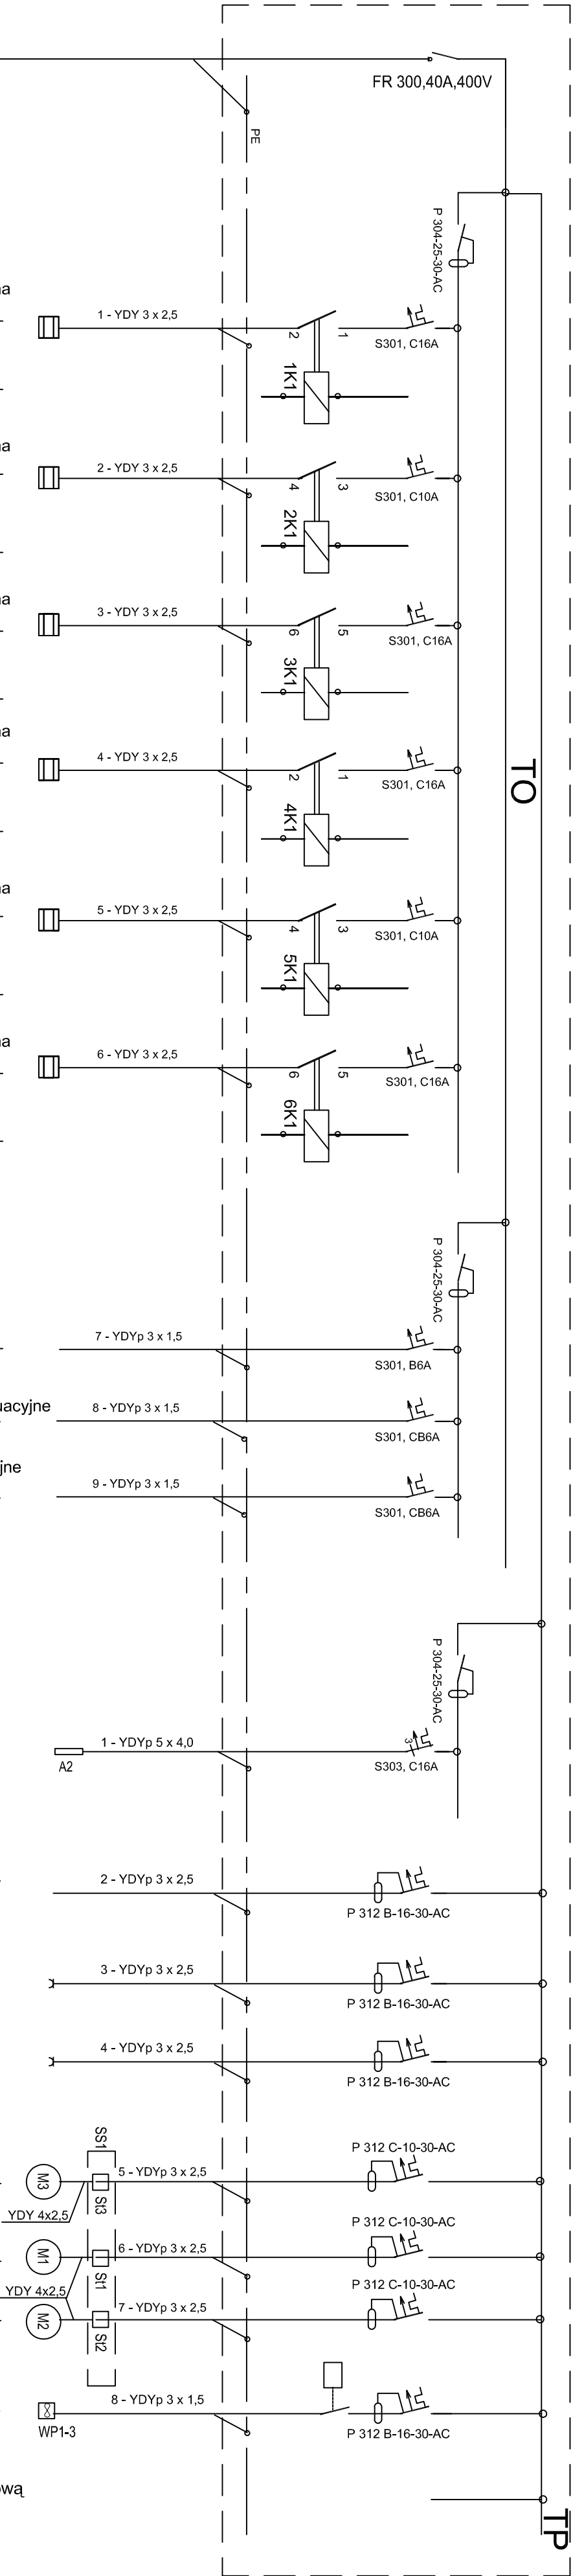 FR 300,40A,400V
PE
P 304-25-30-AC
na
1 - YDY 3 x 2,5
2
1
S301, C16A
1K1
na
2 - YDY 3 x 2,5
4
3
S301, C10A
2K1
na
3 - YDY 3 x 2,5
6
5
S301, C16A
3K1
na
4 - YDY 3 x 2,5
2
1
S301, C16A
4K1
TO
na
5 - YDY 3 x 2,5
4
3
S301, C10A
5K1
na
6 - YDY 3 x 2,5
6
5
S301, C16A
6K1
P 304-25-30-AC
7 - YDYp 3 x 1,5
S301, B6A
uacyjne
8 - YDYp 3 x 1,5
S301, CB6A
jne
9 - YDYp 3 x 1,5
S301, CB6A
P 304-25-30-AC
1 - YDYp 5 x 4,0
3
A2
S303, C16A
2 - YDYp 3 x 2,5
P 312 B-16-30-AC
3 - YDYp 3 x 2,5
P 312 B-16-30-AC
4 - YDYp 3 x 2,5
P 312 B-16-30-AC
SS1
P 312 C-10-30-AC
M3
St3
5 - YDYp 3 x 2,5
YDY 4x2,5
P 312 C-10-30-AC
M1
St1
6 - YDYp 3 x 2,5
YDY 4x2,5
P 312 C-10-30-AC
M2
St2
7 - YDYp 3 x 2,5
8 - YDYp 3 x 1,5
WP1-3
P 312 B-16-30-AC
ową
TP